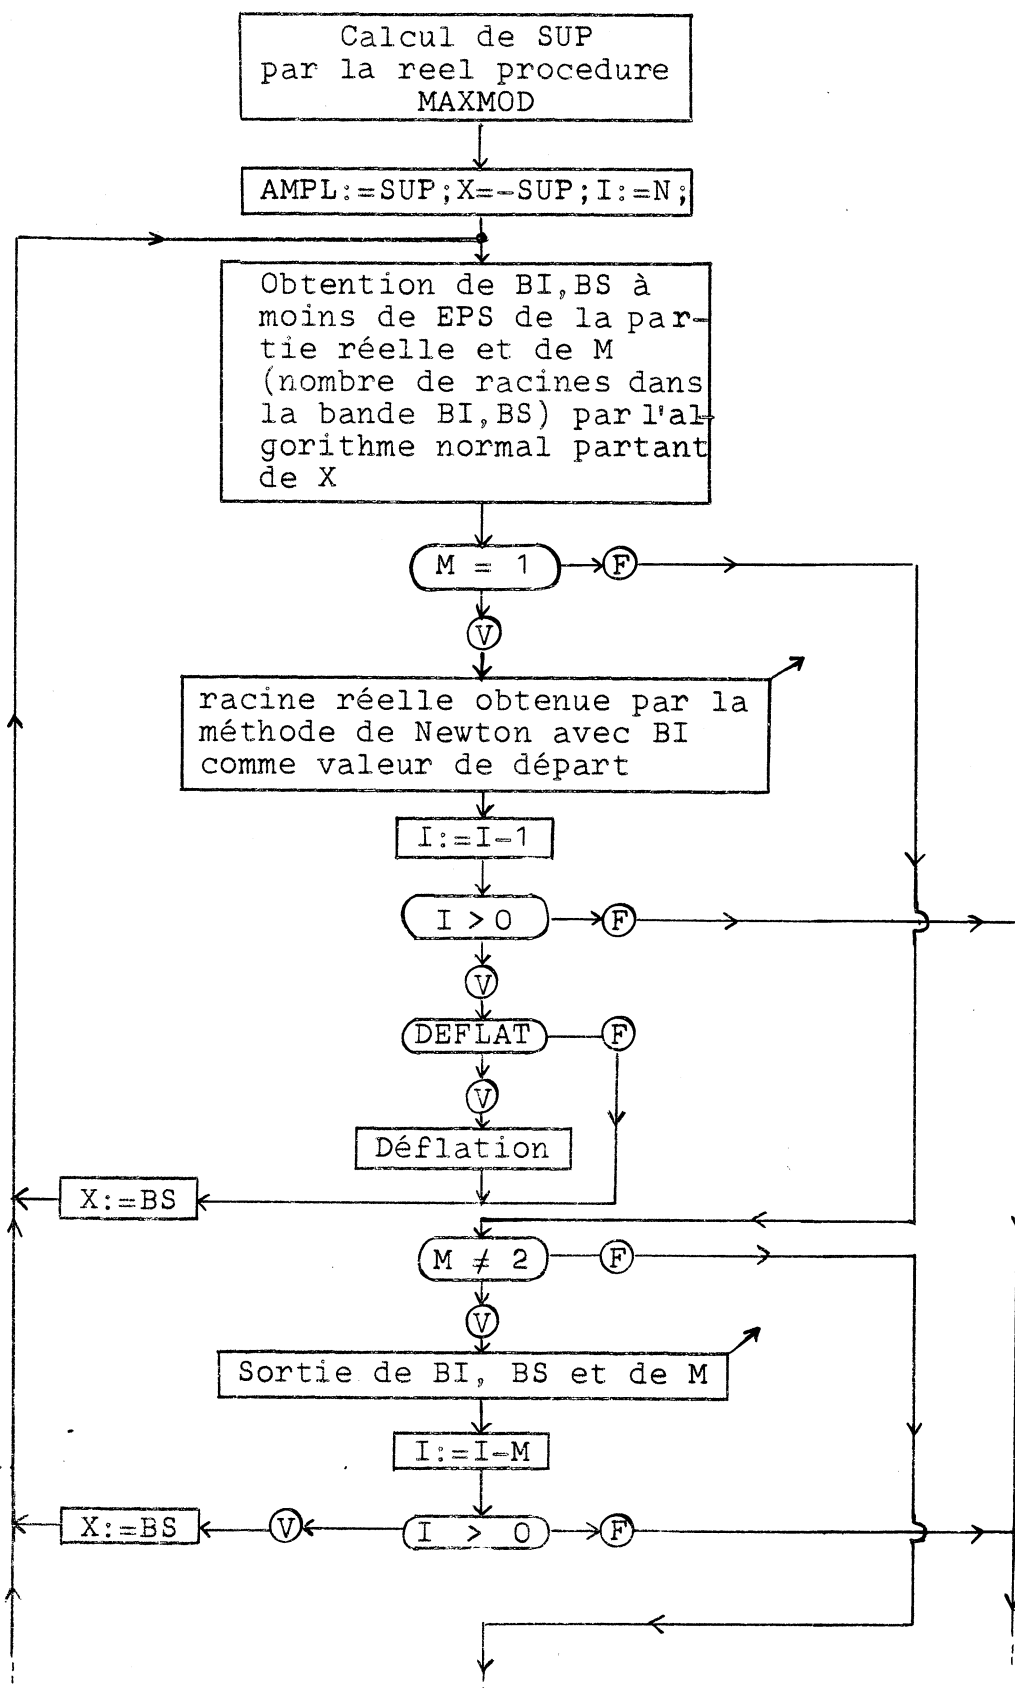 Calcul de SUP
par la reel procedure
MAXMOD
AMPL:=SUP;X=-SUP;I:=N;
Obtention de BI,BS à
moins de EPS de la par-
tie réelle et de M
(nombre de racines dans
la bande BI,BS) par l'al-
gorithme normal partant
de X
M = 1
F
V
racine réelle obtenue par la
méthode de Newton avec BI
comme valeur de départ
I:=I-1
I > 0
F
V
DEFLAT
F
V
Déflation
X:=BS
M ≠ 2
F
V
Sortie de BI, BS et de M
I:=I-M
X:=BS
V
I > 0
F